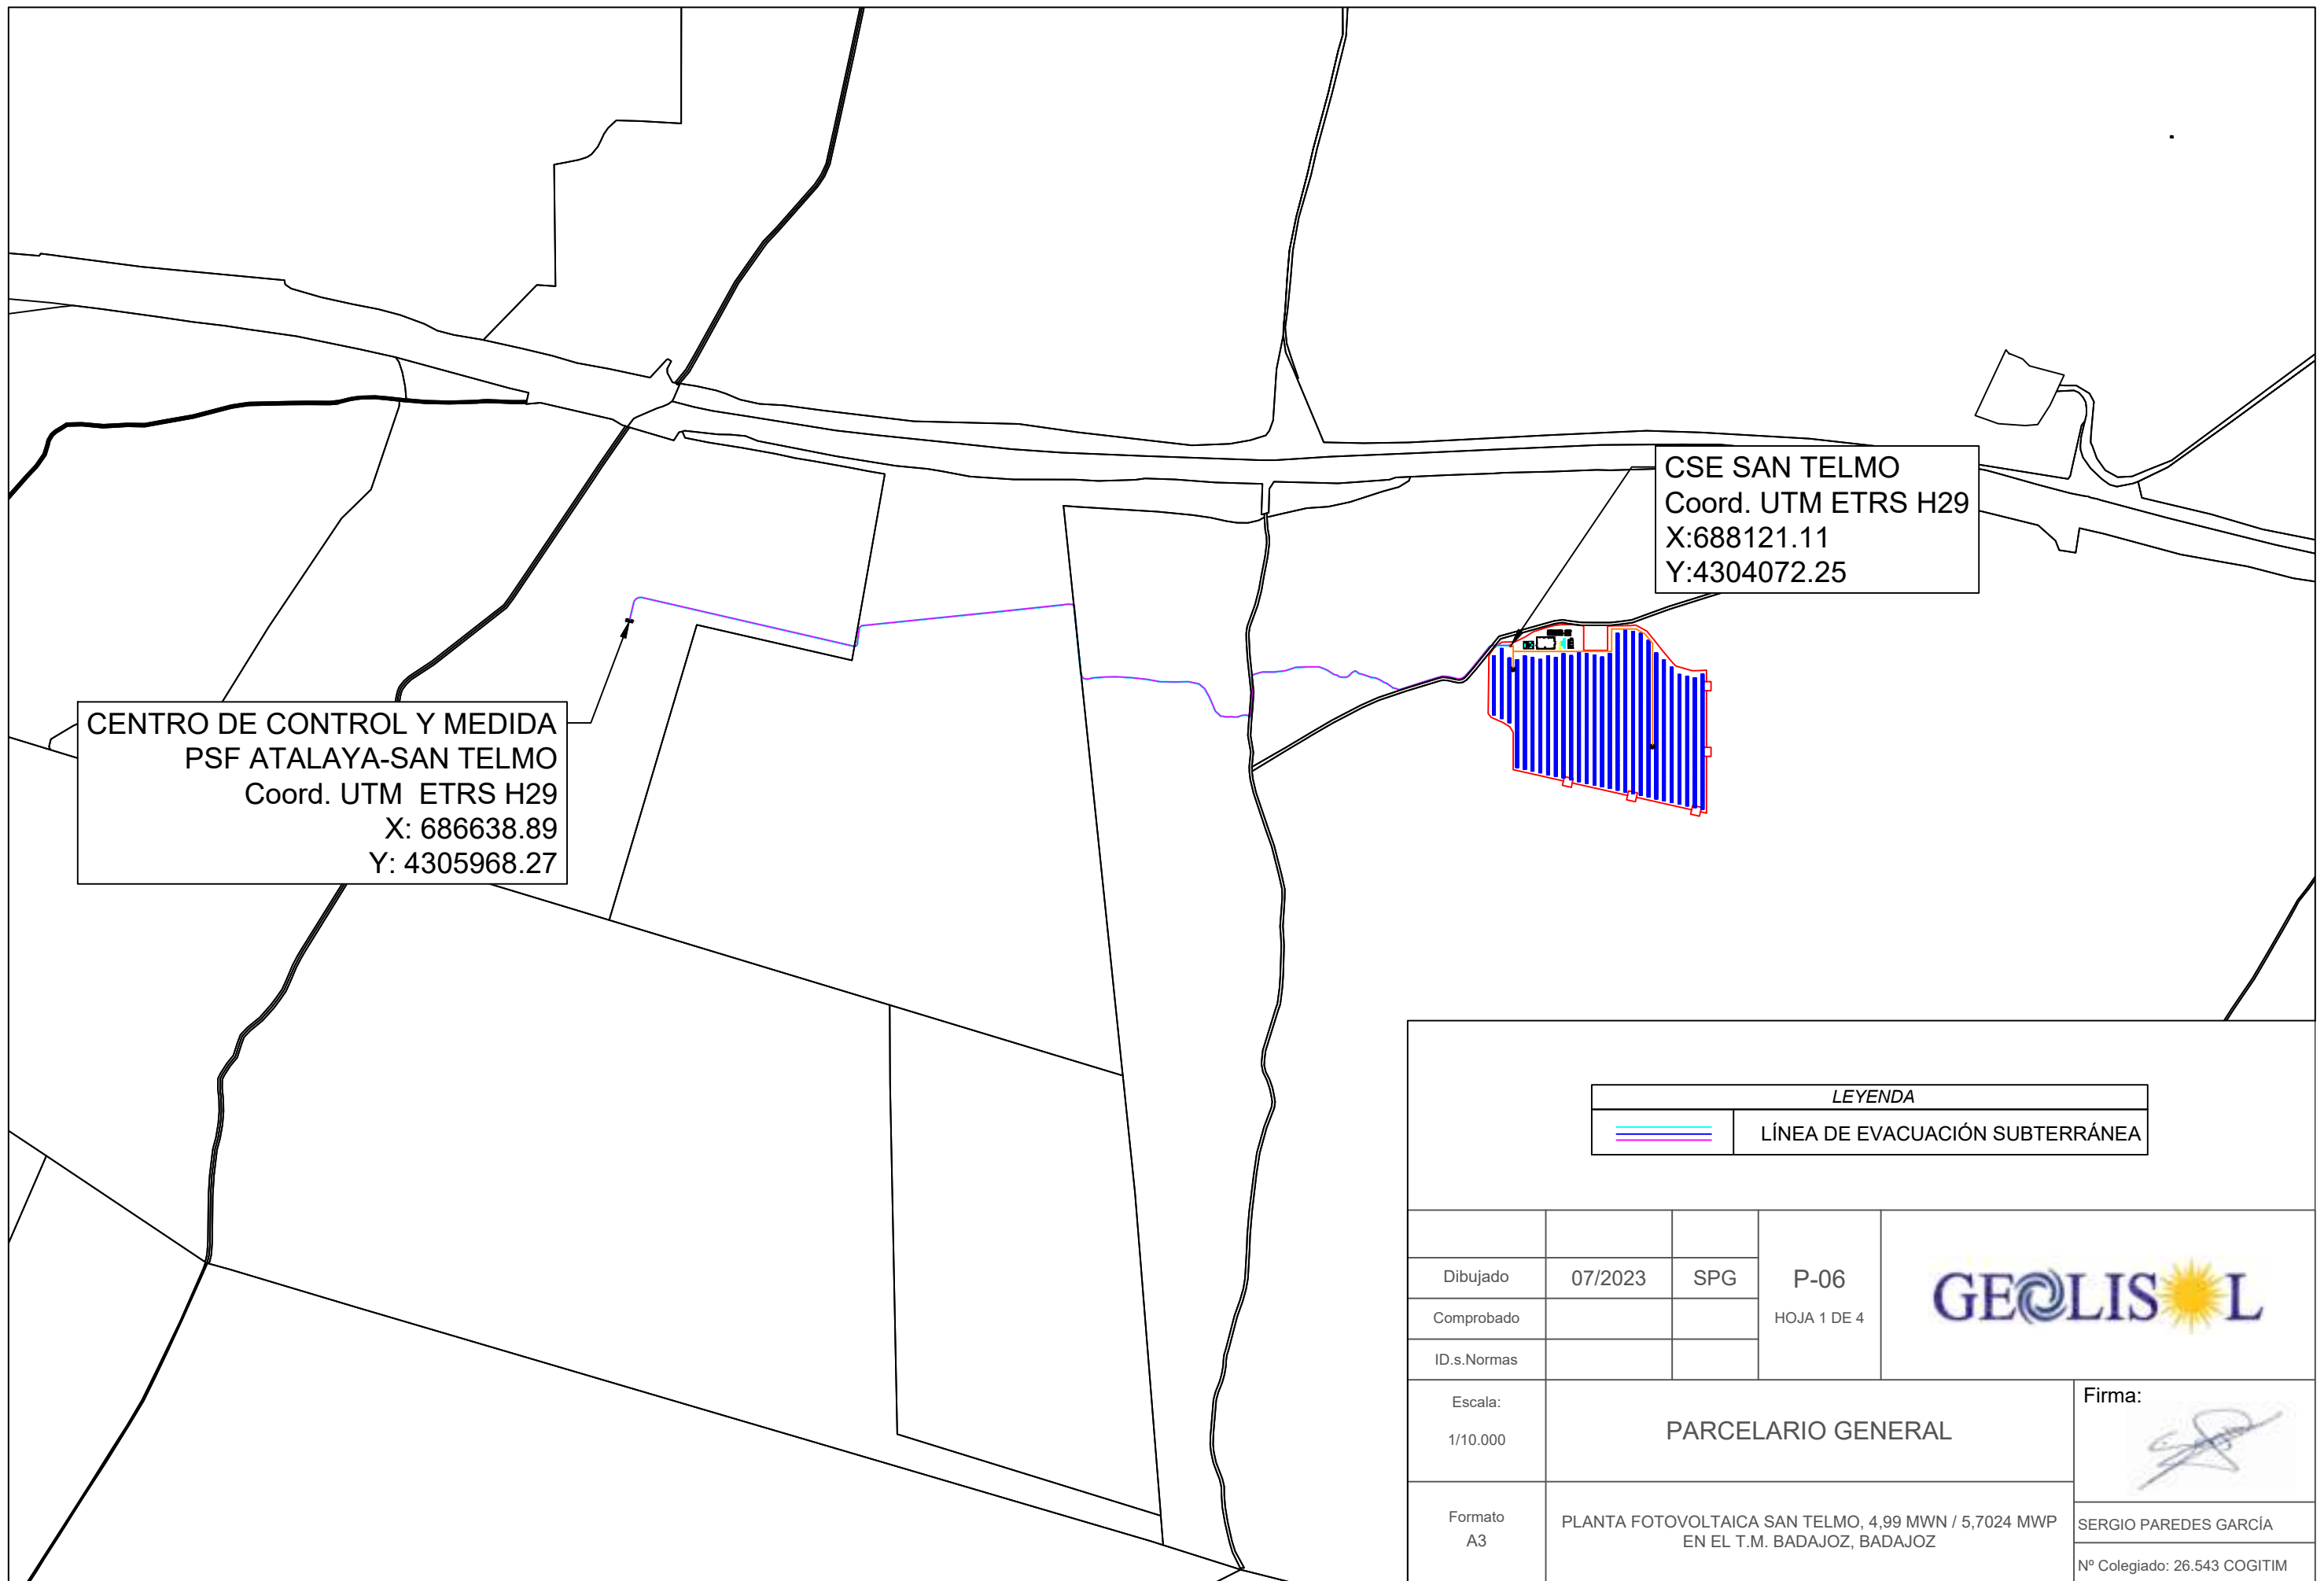 CSE SAN TELMO
Coord. UTM ETRS H29
X:688121.11
Y:4304072.25
CENTRO DE CONTROL Y MEDIDA
PSF ATALAYA-SAN TELMO
Coord. UTM ETRS H29
X: 686638.89
Y: 4305968.27
LEYENDA
LÍNEA DE EVACUACIÓN SUBTERRÁNEA
Dibujado 07/2023 SPG
Comprobado
ID.s.Normas
P-06
HOJA 1 DE 4
GEOLISOL
Escala:
1/10.000
PARCELARIO GENERAL
Firma:
Formato
A3
PLANTA FOTOVOLTAICA SAN TELMO, 4,99 MWN / 5,7024 MWP
EN EL T.M. BADAJOZ, BADAJOZ
SERGIO PAREDES GARCÍA
Nº Colegiado: 26.543 COGITIM